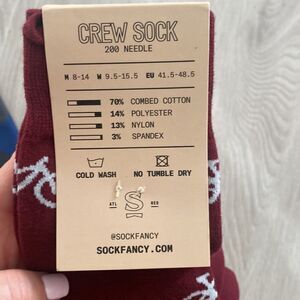 CREW SOCK
200 NEEDLE
M 8-14 W 9.5-15.5 EU 41.5-48.5
70% COMBED COTTON
14% POLYESTER
13% NYLON
3% SPANDEX
COLD WASH NO TUMBLE DRY
ATL S RED
@SOCKFANCY
SOCKFANCY.COM